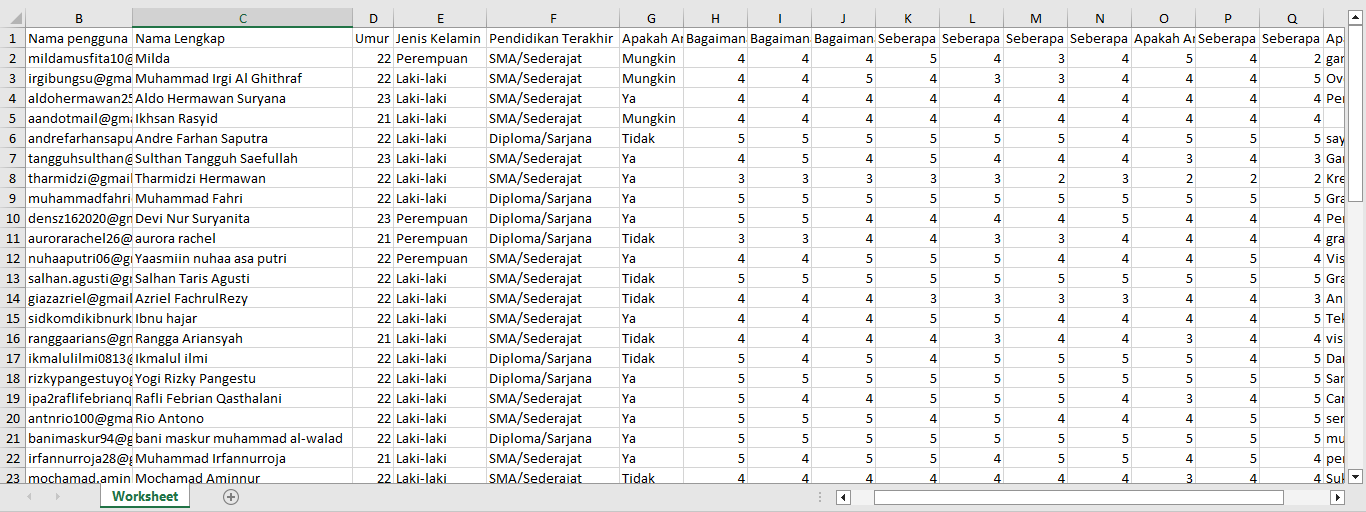 B C D E F G H I J K L M N O P Q
1 Nama pengguna Nama Lengkap Umur Jenis Kelamin Pendidikan Terakhir Apakah Ar Bagaiman Bagaiman Bagaiman Seberapa Seberapa Seberapa Seberapa Apakah Ar Seberapa Seberapa Ap
2 mildamusfita10@ Milda 22 Perempuan SMA/Sederajat Mungkin 4 4 4 5 4 3 4 5 4 2 gar
3 irgibungsu@gma Muhammad Irgi Al Ghithraf 22 Laki-laki SMA/Sederajat Mungkin 4 4 5 4 3 3 4 4 4 5 Ov
4 aldohermawan25 Aldo Hermawan Suryana 23 Laki-laki SMA/Sederajat Ya 4 4 4 4 4 4 4 4 4 4 Per
5 aandotmail@gma Ikhsan Rasyid 21 Laki-laki SMA/Sederajat Mungkin 4 4 4 4 4 4 4 4 4 4
6 andrefarhansapu Andre Farhan Saputra 22 Laki-laki Diploma/Sarjana Tidak 5 5 5 5 5 5 4 5 5 5 say
7 tangguhsulthan@ Sulthan Tangguh Saefullah 23 Laki-laki SMA/Sederajat Ya 4 5 4 5 4 4 4 3 4 3 Gar
8 tharmidzi@gmail Tharmidzi Hermawan 22 Laki-laki SMA/Sederajat Ya 3 3 3 3 3 2 3 2 2 2 Kre
9 muhammadfahri Muhammad Fahri 22 Laki-laki Diploma/Sarjana Ya 5 5 5 5 5 5 5 5 5 5 Gra
10 densz162020@gm Devi Nur Suryanita 23 Perempuan Diploma/Sarjana Ya 5 5 4 4 4 4 5 4 4 4 Per
11 aurorarachel26@ aurora rachel 21 Perempuan Diploma/Sarjana Tidak 3 3 4 4 3 3 4 4 4 4 gra
12 nuhaaputri06@g Yaasmiin nuhaa asa putri 22 Perempuan SMA/Sederajat Ya 4 4 5 5 4 4 4 4 5 4 Vis
13 salhan.agusti@g Salhan Taris Agusti 22 Laki-laki SMA/Sederajat Tidak 5 5 5 5 5 5 5 5 5 5 Gra
14 giazazriel@gmail Azriel FachrulRezy 22 Laki-laki SMA/Sederajat Tidak 4 4 4 3 3 3 3 4 4 3 An
15 sidkomdikibnurk Ibnu hajar 22 Laki-laki SMA/Sederajat Ya 4 4 4 5 5 4 4 4 4 5 Tel
16 ranggaarians@gm Rangga Ariansyah 21 Laki-laki SMA/Sederajat Tidak 4 4 4 4 3 4 4 3 4 4 vis
17 ikmalulilmi0813@ Ikmalul ilmi 22 Laki-laki Diploma/Sarjana Tidak 5 4 5 4 5 5 5 5 4 5 Dar
18 rizkypangestuyog Yogi Rizky Pangestu 22 Laki-laki Diploma/Sarjana Ya 5 5 5 5 5 5 5 5 5 5 Sar
19 ipa2raflifebrianq Rafli Febrian Qasthalani 22 Laki-laki SMA/Sederajat Ya 5 4 4 5 5 5 4 3 4 4 Car
20 antnrio100@gma Rio Antono 22 Laki-laki SMA/Sederajat Ya 5 5 5 4 5 4 4 4 5 4 ser
21 banimaskur94@g bani maskur muhammad al-walad 22 Laki-laki Diploma/Sarjana Ya 5 5 5 5 5 5 5 5 5 5 mu
22 irfannurroja28@g Muhammad Irfannurroja 21 Laki-laki SMA/Sederajat Ya 5 4 5 4 5 5 4 5 4 4 per
23 mochamad.amin Mochamad Aminnur 22 Laki-laki SMA/Sederajat Tidak 4 4 4 4 4 4 4 3 4 4 Suk
Worksheet